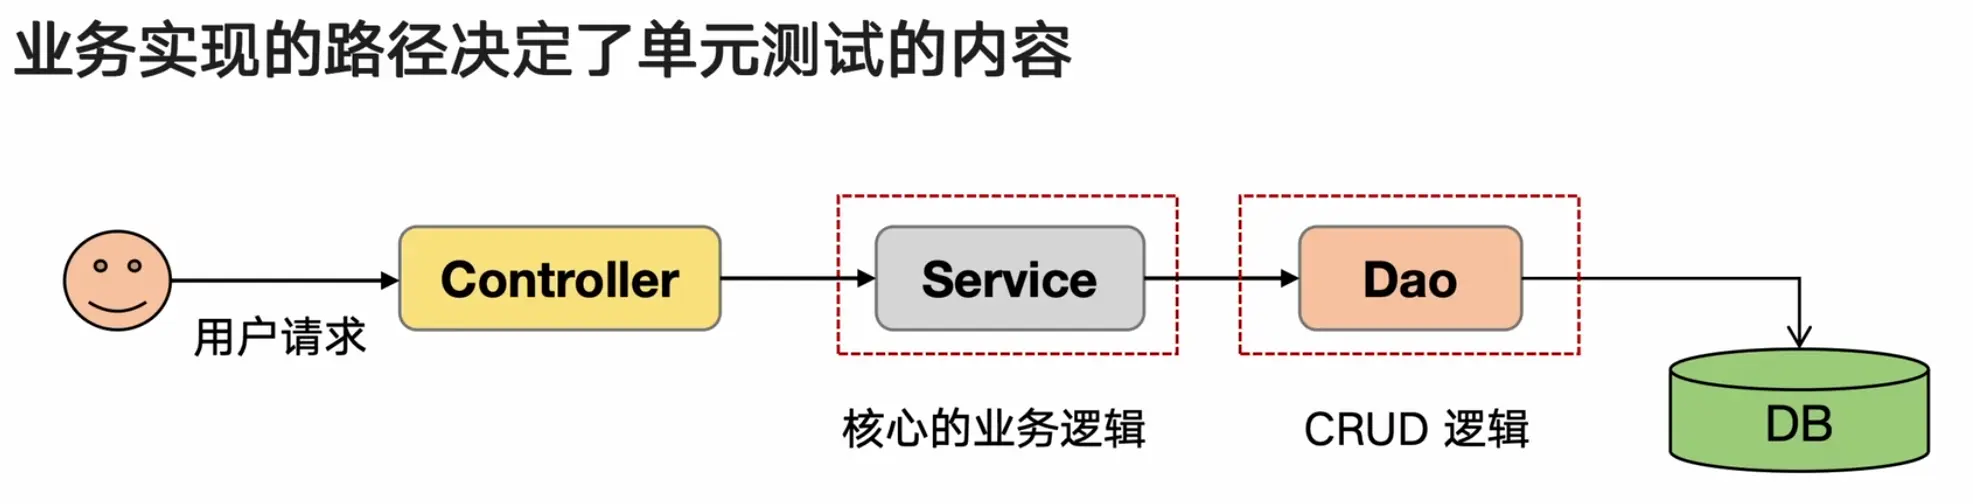 业务实现的路径决定了单元测试的内容
Controller
Service
Dao
用户请求
核心的业务逻辑
CRUD 逻辑
DB